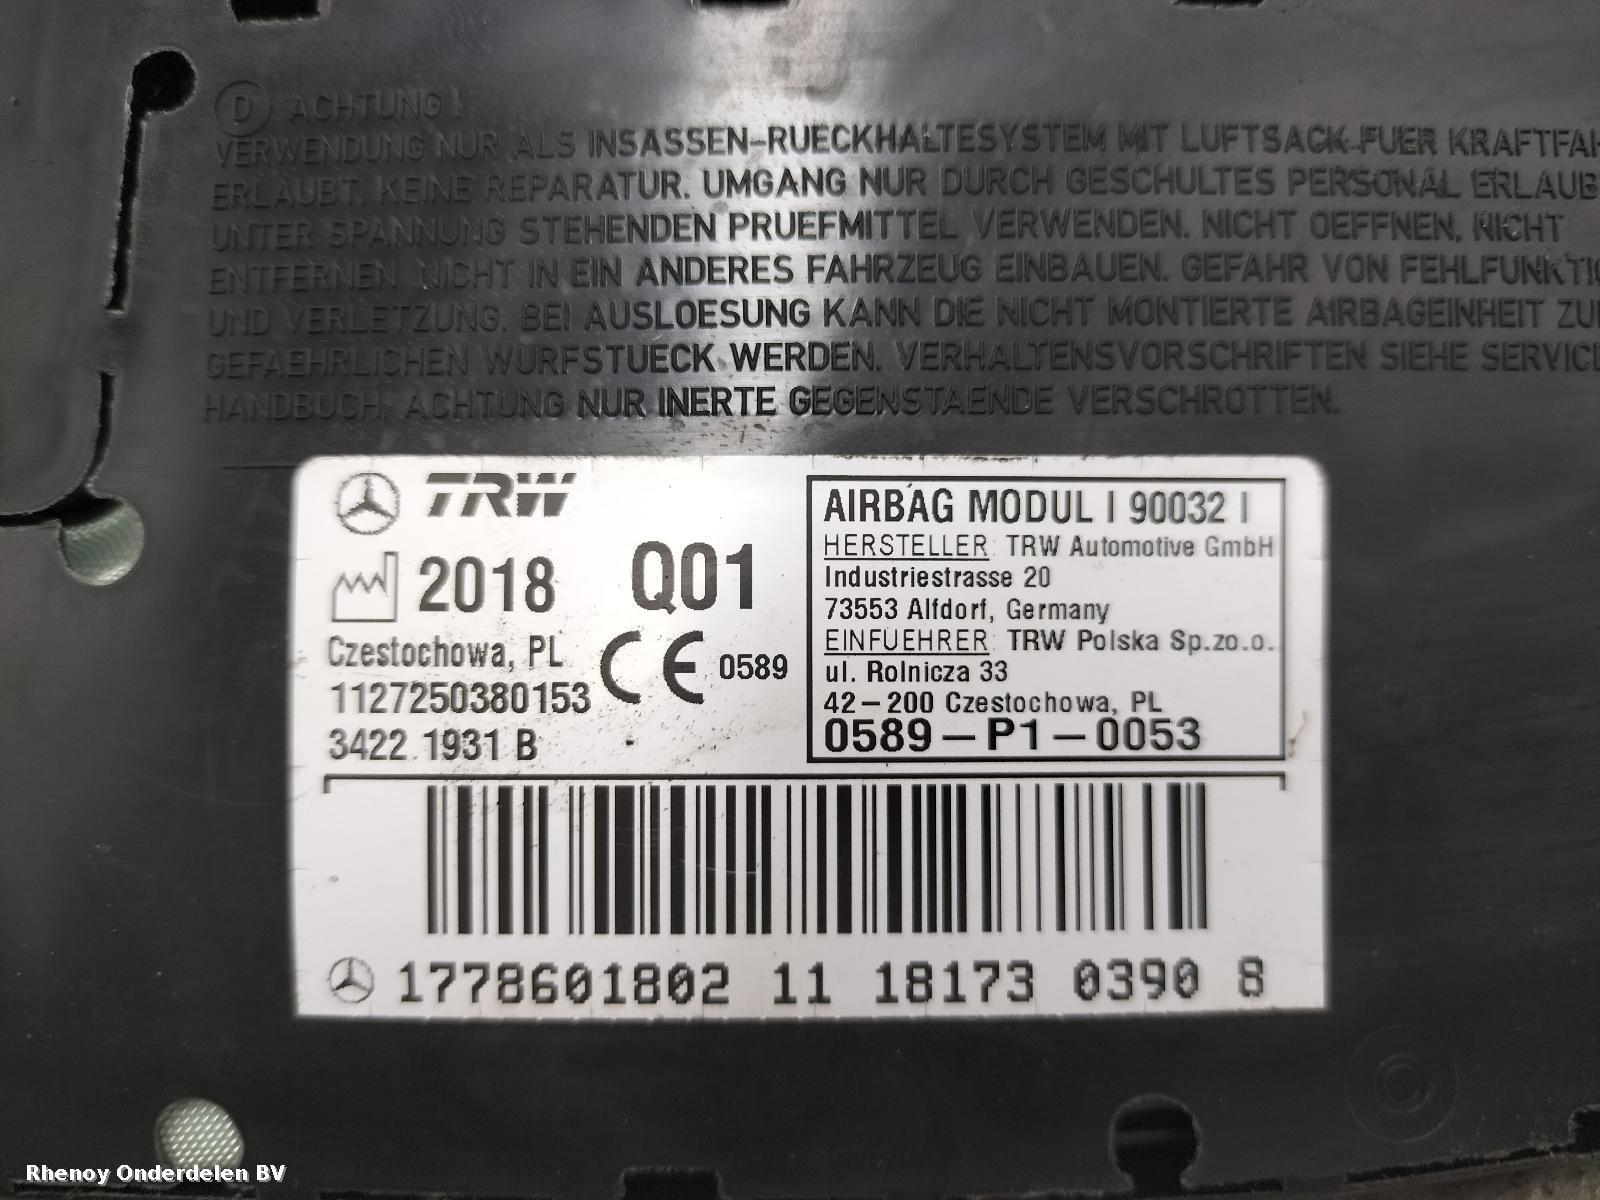 D ACHTUNG !
VERWENDUNG NUR ALS INSASSEN-RUECKHALTESYSTEM MIT LUFTSACK FUER KRAFTFAH
ERLAUBT. KEINE REPARATUR. UMGANG NUR DURCH GESCHULTES PERSONAL ERLAUB
UNTER SPANNUNG STEHENDEN PRUEFMITTEL VERWENDEN. NICHT OEFFNEN, NICHT
ENTFERNEN. NICHT IN EIN ANDERES FAHRZEUG EINBAUEN. GEFAHR VON FEHLFUNKTIO
UND VERLETZUNG. BEI AUSLOESUNG KANN DIE NICHT MONTIERTE AIRBAGEINHEIT ZU
GEFAEHRLICHEN WURFSTUECK WERDEN. VERHALTENSVORSCHRIFTEN SIEHE SERVICE
HANDBUCH. ACHTUNG NUR INERTE GEGENSTAENDE VERSCHROTTEN.
TRW
2018 Q01
Czestochowa, PL
1127250380153
3422 1931 B
CE 0589
AIRBAG MODUL I 90032 I
HERSTELLER: TRW Automotive GmbH
Industriestrasse 20
73553 Alfdorf, Germany
EINFUEHRER: TRW Polska Sp.zo.o.
ul. Rolnicza 33
42-200 Czestochowa, PL
0589-P1-0053
1778601802 11 18173 0390 8
Rhenoy Onderdelen BV